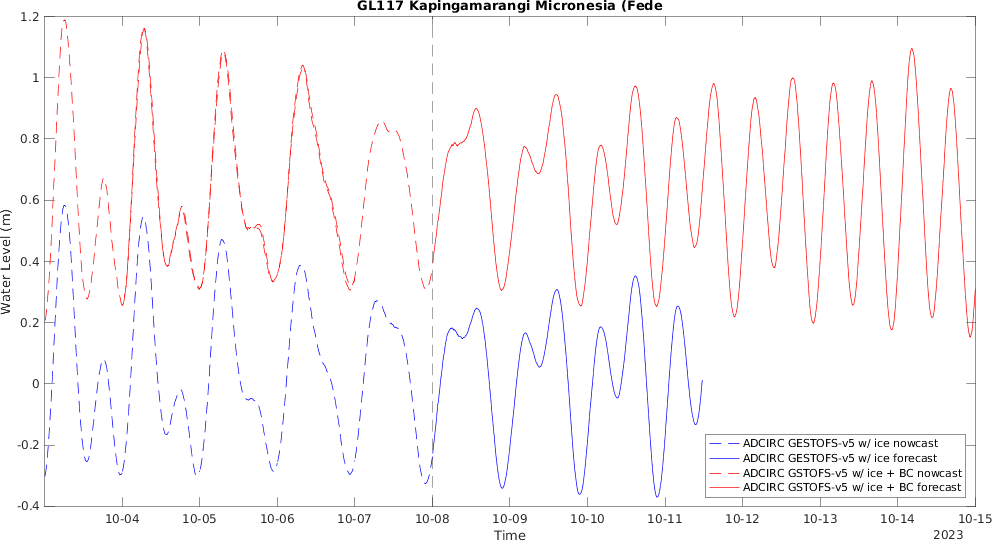 GL117 Kapingamarangi Micronesia (Fede
1.2
1
0.8
0.6
0.4
0.2
0
-0.2
-0.4
Water Level (m)
ADCIRC GESTOFS-v5 w/ ice nowcast
ADCIRC GESTOFS-v5 w/ ice forecast
ADCIRC GSTOFS-v5 w/ ice + BC nowcast
ADCIRC GSTOFS-v5 w/ ice + BC forecast
10-04 10-05 10-06 10-07 10-08 10-09 10-10 10-11 10-12 10-13 10-14 10-15
Time
2023